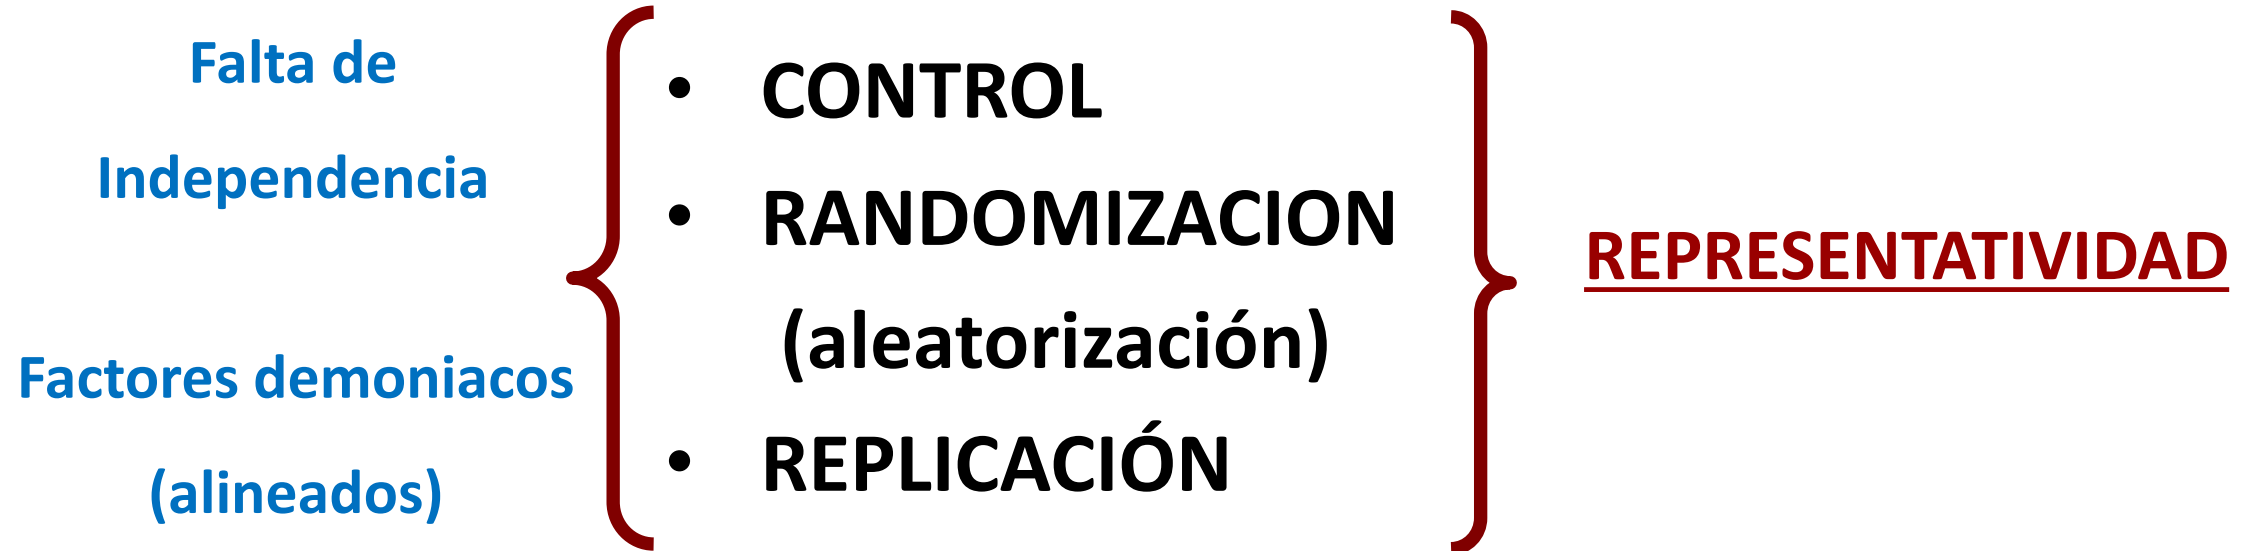 Falta de
Independencia
Factores demoniacos
(alineados)
• CONTROL
• RANDOMIZACION
(aleatorización)
• REPLICACIÓN
REPRESENTATIVIDAD